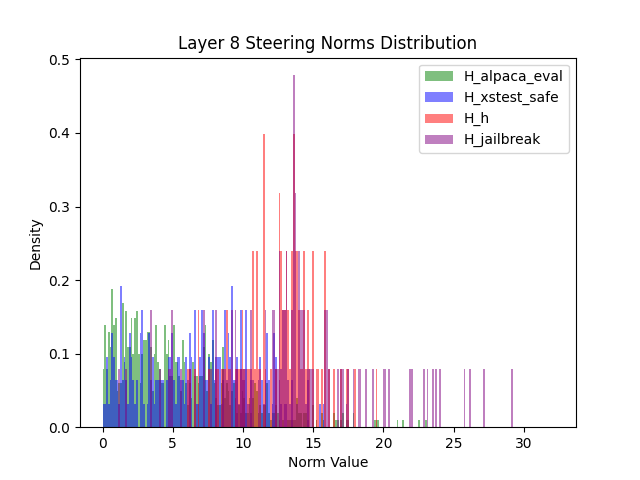 Layer 8 Steering Norms Distribution
H_alpaca_eval
H_xstest_safe
H_h
H_jailbreak
Density
0.5
0.4
0.3
0.2
0.1
0.0
0 5 10 15 20 25 30
Norm Value